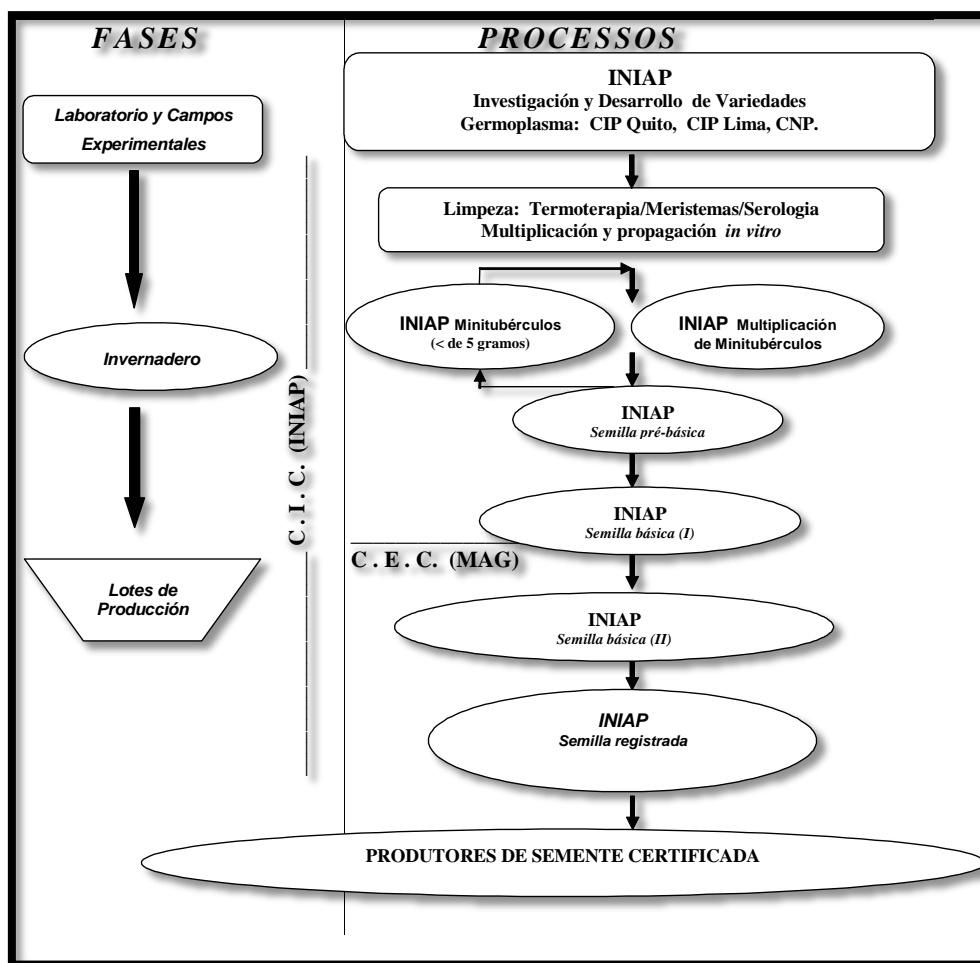 FASES
PROCESSOS
Laboratorio y Campos
Experimentales
Invernadero
Lotes de
Producción
C . I . C. (INIAP)
INIAP
Investigación y Desarrollo de Variedades
Germoplasma: CIP Quito, CIP Lima, CNP.
Limpeza: Termoterapia/Meristemas/Serologia
Multiplicación y propagación in vitro
INIAP Minitubérculos
(< de 5 gramos)
INIAP Multiplicación
de Minitubérculos
INIAP
Semilla pré-básica
INIAP
Semilla básica (I)
C . E . C. (MAG)
INIAP
Semilla básica (II)
INIAP
Semilla registrada
PRODUTORES DE SEMENTE CERTIFICADA